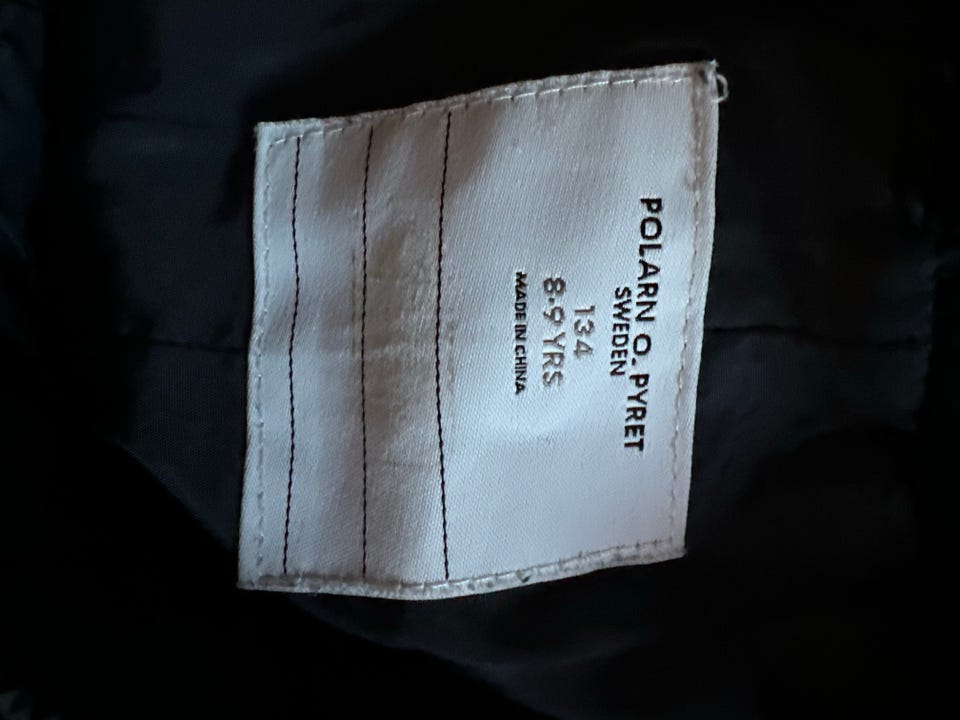 POLARN O. PYRET
SWEDEN
134
8-9 YRS
MADE IN CHINA